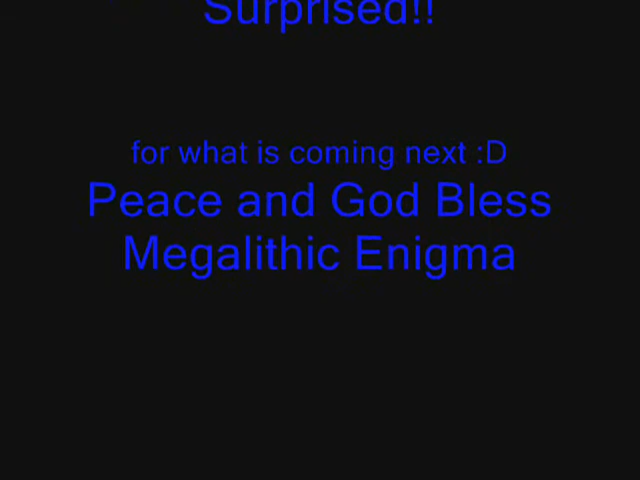 Surprised!!
for what is coming next :D
Peace and God Bless
Megalithic Enigma